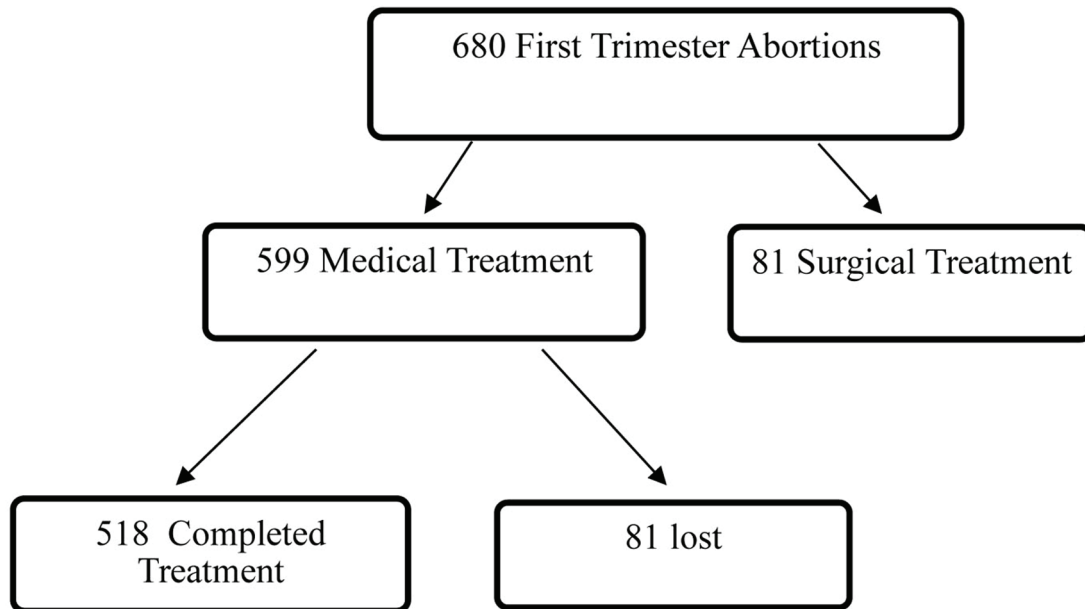 680 First Trimester Abortions
599 Medical Treatment
81 Surgical Treatment
518 Completed
Treatment
81 lost